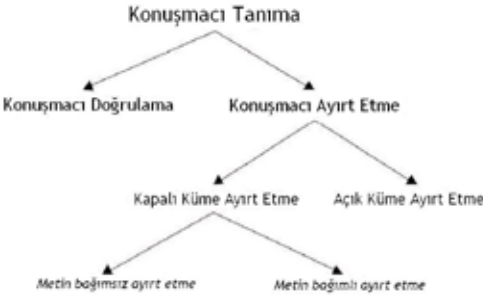 Konuşmacı Tanıma
Konuşmacı Doğrulama
Konuşmacı Ayırt Etme
Kapalı Küme Ayırt Etme
Açık Küme Ayırt Etme
Metin bağımsız ayırt etme
Metin bağımlı ayırt etme